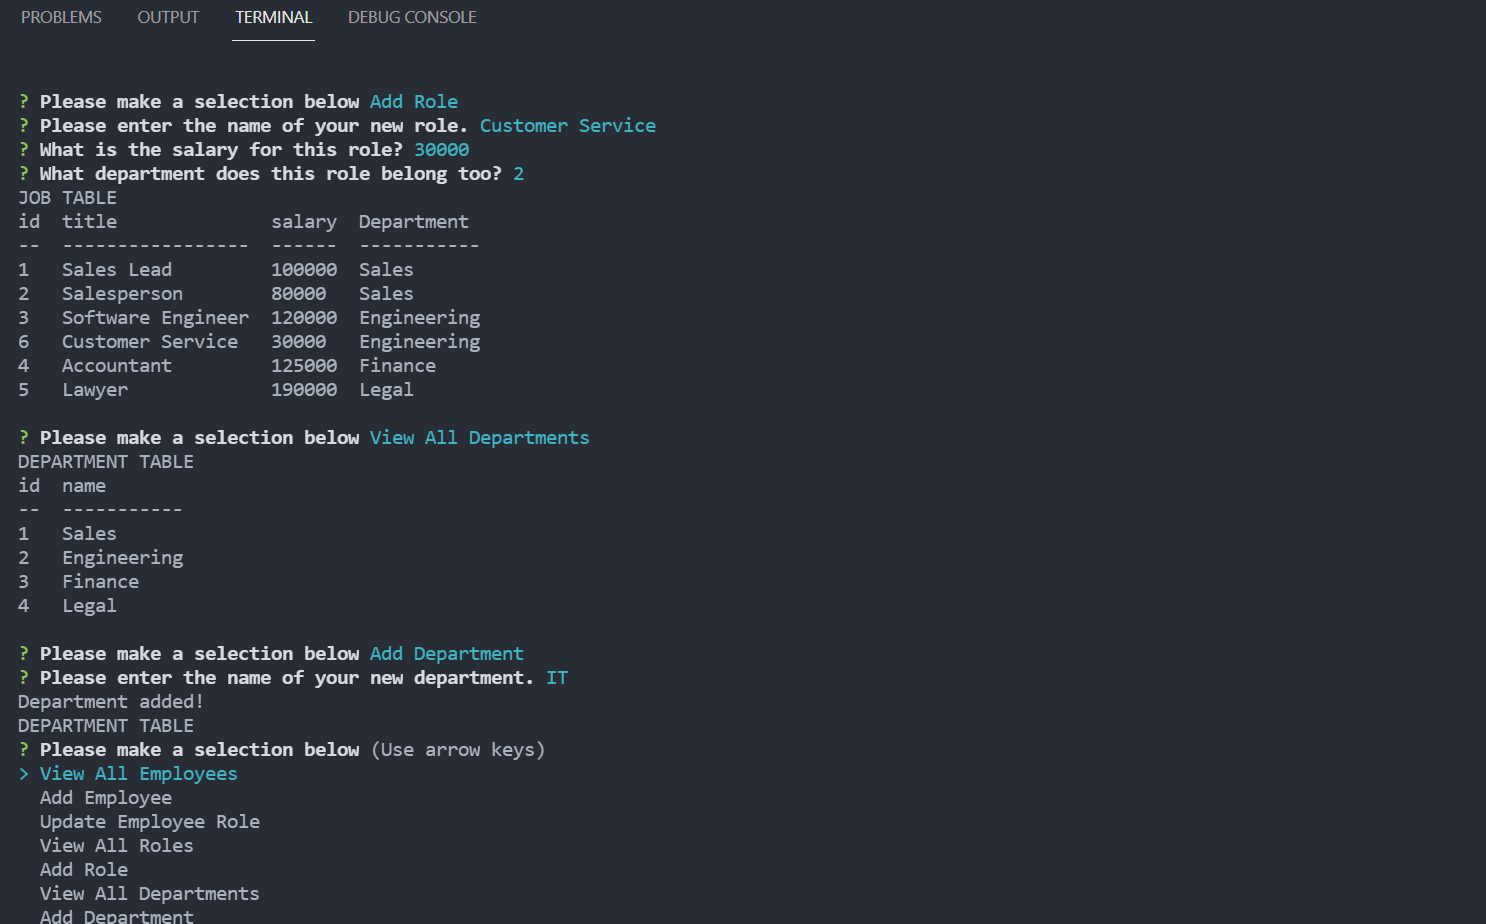 PROBLEMS OUTPUT TERMINAL DEBUG CONSOLE
? Please make a selection below Add Role
? Please enter the name of your new role. Customer Service
? What is the salary for this role? 30000
? What department does this role belong too? 2
JOB TABLE
id  title              salary  Department
--  -----------------  ------  -----------
1   Sales Lead         100000  Sales
2   Salesperson        80000   Sales
3   Software Engineer  120000  Engineering
6   Customer Service   30000   Engineering
4   Accountant         125000  Finance
5   Lawyer             190000  Legal
? Please make a selection below View All Departments
DEPARTMENT TABLE
id  name
--  -----------
1   Sales
2   Engineering
3   Finance
4   Legal
? Please make a selection below Add Department
? Please enter the name of your new department. IT
Department added!
DEPARTMENT TABLE
? Please make a selection below (Use arrow keys)
> View All Employees
  Add Employee
  Update Employee Role
  View All Roles
  Add Role
  View All Departments
  Add Department